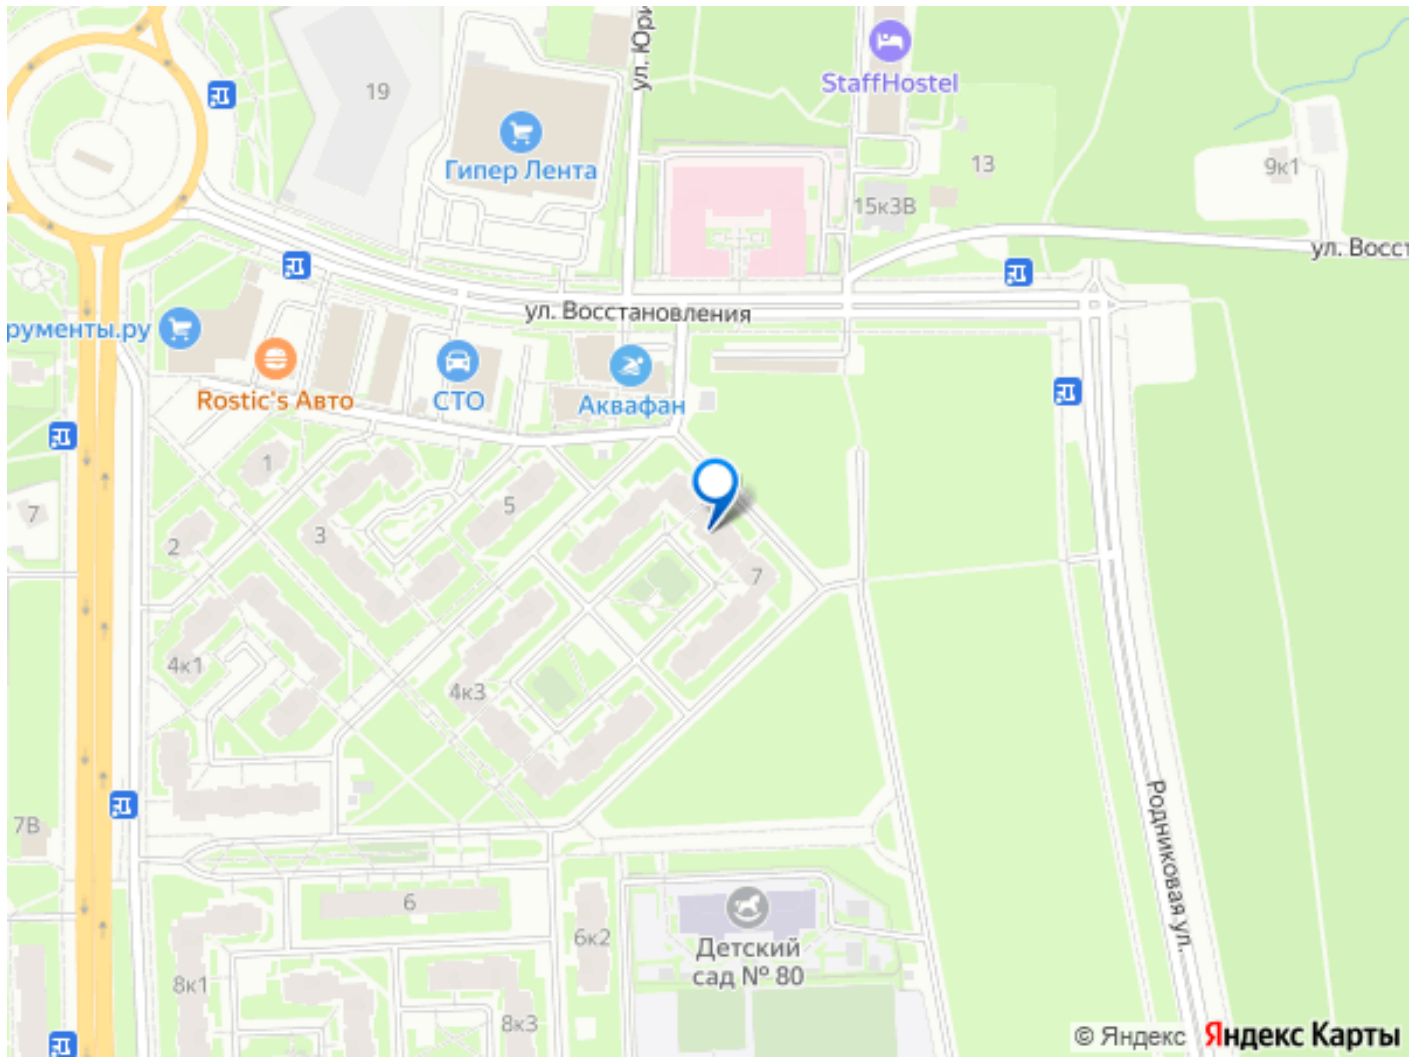 ул. Юри
StaffHostel
19
Гипер Лента
13
9к1
15к3В
ул. Восст
ул. Восстановления
рументы.ру
Rostic's Авто
СТО
Аквафан
1
5
7
3
2
7
4к1
4к3
7В
Родниковая ул.
6
6к2
Детский
сад № 80
8к1
8к3
© Яндекс Яндекс Карты